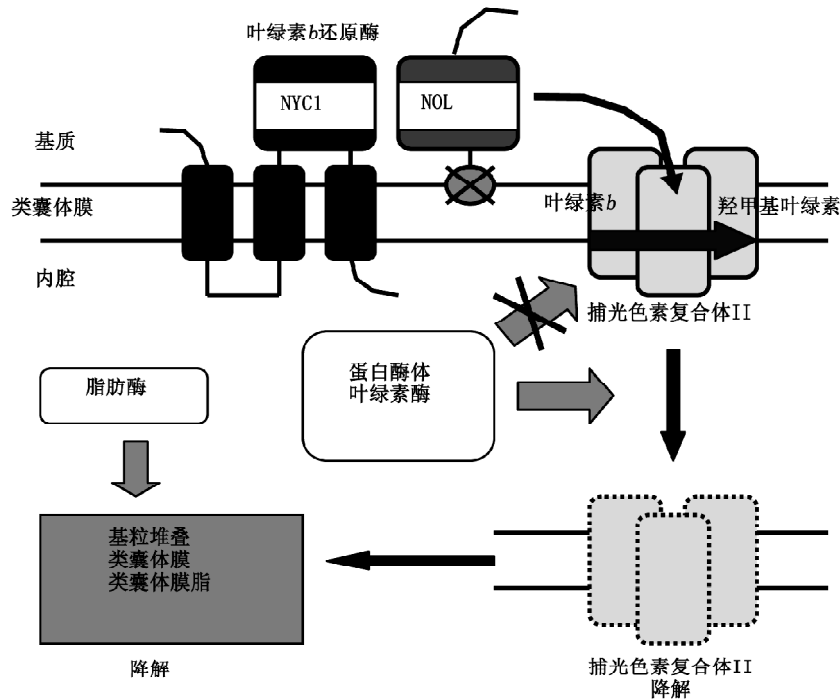 叶绿素b还原酶
NYC1
NOL
基质
类囊体膜
叶绿素b
羟甲基叶绿素
内腔
捕光色素复合体II
蛋白酶体
叶绿素酶
脂肪酶
基粒堆叠
类囊体膜
类囊体膜脂
降解
捕光色素复合体II
降解